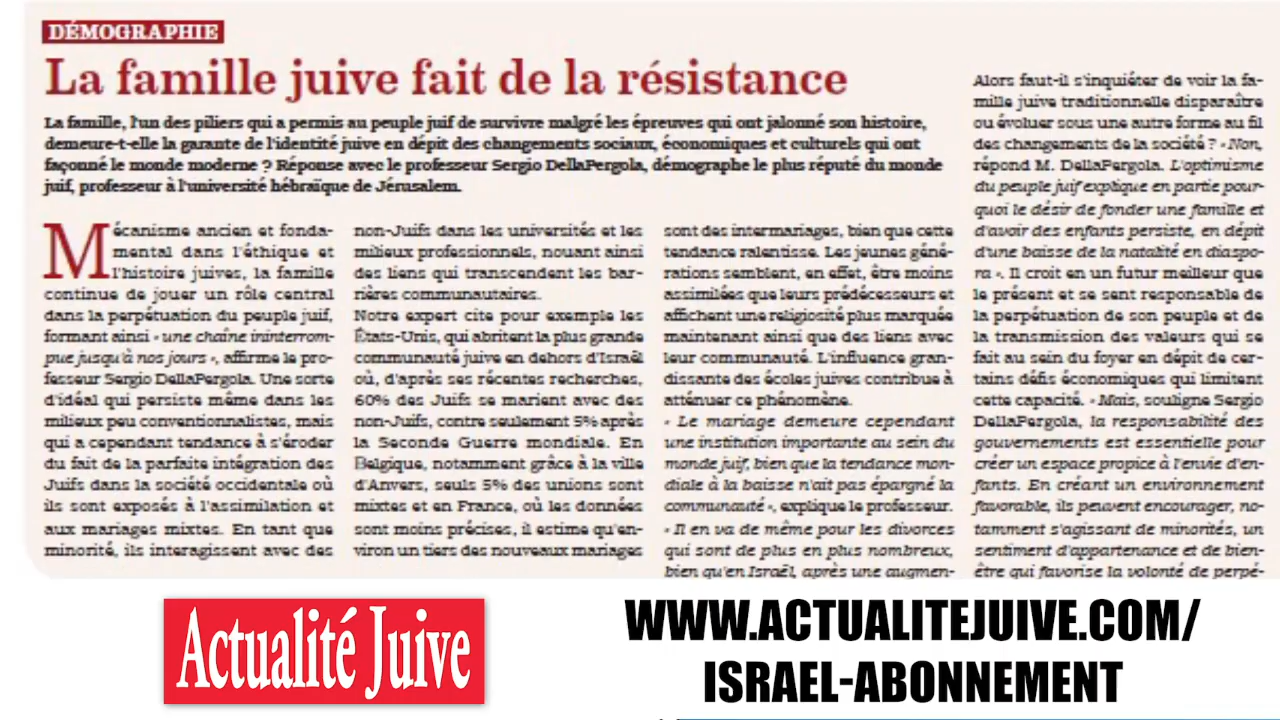 DÉMOGRAPHIE
La famille juive fait de la résistance
La famille, l'un des piliers qui a permis au peuple juif de survivre malgré les épreuves qui ont jalonné son histoire,
demeure-t-elle la garante de l'identité juive en dépit des changements sociaux, économiques et culturels qui ont
façonné le monde moderne ? Réponse avec le professeur Sergio DellaPergola, démographe le plus réputé du monde
juif, professeur à l'université hébraïque de Jérusalem.
Mécanisme ancien et fonda-
mental dans l'éthique et
l'histoire juives, la famille
continue de jouer un rôle central
dans la perpétuation du peuple juif,
formant ainsi « une chaîne ininterrom-
pue jusqu'à nos jours », affirme le pro-
fesseur Sergio DellaPergola. Une sorte
d'idéal qui persiste même dans les
milieux peu conventionnalistes, mais
qui a cependant tendance à s'éroder
du fait de la parfaite intégration des
Juifs dans la société occidentale où
ils sont exposés à l'assimilation et
aux mariages mixtes. En tant que
minorité, ils interagissent avec des
non-Juifs dans les universités et les
milieux professionnels, nouant ainsi
des liens qui transcendent les bar-
rières communautaires.
Notre expert cite pour exemple les
États-Unis, qui abritent la plus grande
communauté juive en dehors d'Israël
où, d'après ses récentes recherches,
60% des Juifs se marient avec des
non-Juifs, contre seulement 5% après
la Seconde Guerre mondiale. En
Belgique, notamment grâce à la ville
d'Anvers, seuls 5% des unions sont
mixtes et en France, où les données
sont moins précises, il estime qu'en-
viron un tiers des nouveaux mariages
sont des intermariages, bien que cette
tendance ralentisse. Les jeunes géné-
rations semblent, en effet, être moins
assimilées que leurs prédécesseurs et
affichent une religiosité plus marquée
maintenant ainsi que des liens avec
leur communauté. L'influence gran-
dissante des écoles juives contribue à
atténuer ce phénomène.
« Le mariage demeure cependant
une institution importante au sein du
monde juif, bien que la tendance mon-
diale à la baisse n'ait pas épargné la
communauté », explique le professeur.
« Il en va de même pour les divorces
qui sont de plus en plus nombreux,
bien qu'en Israël, après une augmen-
Alors faut-il s'inquiéter de voir la fa-
mille juive traditionnelle disparaître
ou évoluer sous une autre forme au fil
des changements de la société ? « Non,
répond M. DellaPergola. L'optimisme
du peuple juif explique en partie pour-
quoi le désir de fonder une famille et
d'avoir des enfants persiste, en dépit
d'une baisse de la natalité en diaspo-
ra ». Il croit en un futur meilleur que
le présent et se sent responsable de
la perpétuation de son peuple et de
la transmission des valeurs qui se
fait au sein du foyer en dépit de cer-
tains défis économiques qui limitent
cette capacité. « Mais, souligne Sergio
DellaPergola, la responsabilité des
gouvernements est essentielle pour
créer un espace propice à l'envie d'en-
fants. En créant un environnement
favorable, ils peuvent encourager, no-
tamment s'agissant de minorités, un
sentiment d'appartenance et de bien-
être qui favorise la volonté de perpé-
Actualité Juive
WWW.ACTUALITEJUIVE.COM/
ISRAEL-ABONNEMENT